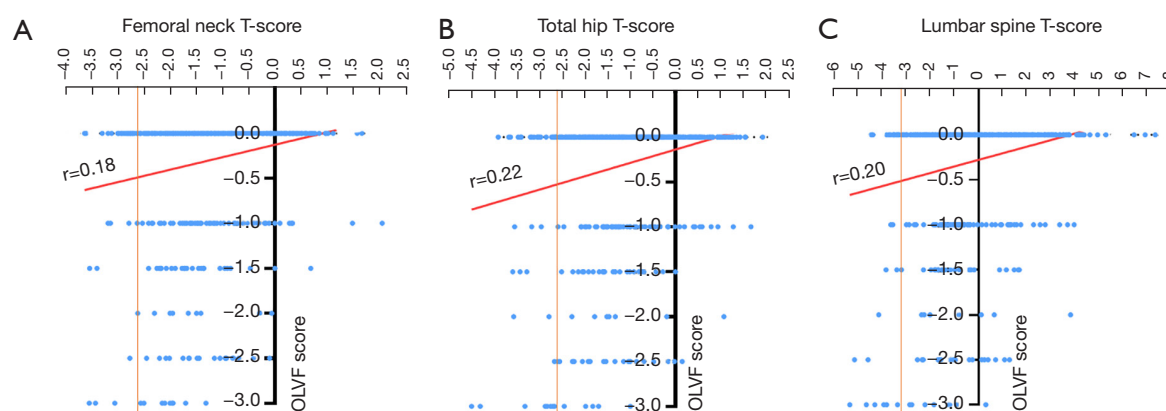 A
Femoral neck T-score
-4.0 -3.5 -3.0 -2.5 -2.0 -1.5 -1.0 -0.5 0.0 0.5 1.0 1.5 2.0 2.5
0.0
r=0.18
−0.5
−1.0
−1.5
−2.0
−2.5
−3.0
OLVF score
B
Total hip T-score
-5.0 -4.5 -4.0 -3.5 -3.0 -2.5 -2.0 -1.5 -1.0 -0.5 0.0 0.5 1.0 1.5 2.0 2.5
0.0
r=0.22
−0.5
−1.0
−1.5
−2.0
−2.5
−3.0
OLVF score
C
Lumbar spine T-score
-6 -5 -4 -3 -2 -1 0 1 2 3 4 5 6 7 8
0.0
r=0.20
−0.5
−1.0
−1.5
−2.0
−2.5
−3.0
OLVF score